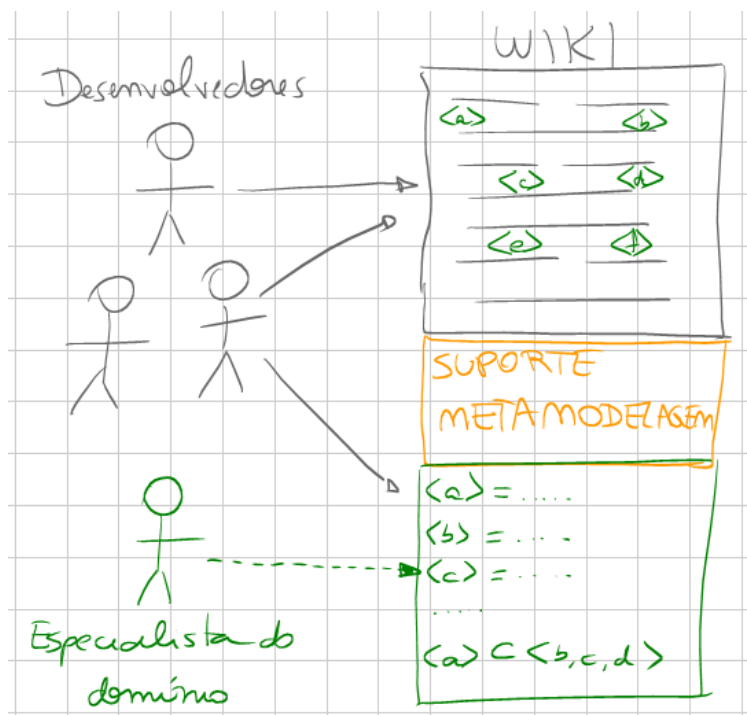 WIKI
Desenvolvedores
<a> <b>
<c> <d>
<e> <f>
SUPORTE
METAMODELAGEM
<a> = .....
<b> = .....
<c> = .....
.....
<a> C <b,c,d>
Especialista do
domínio